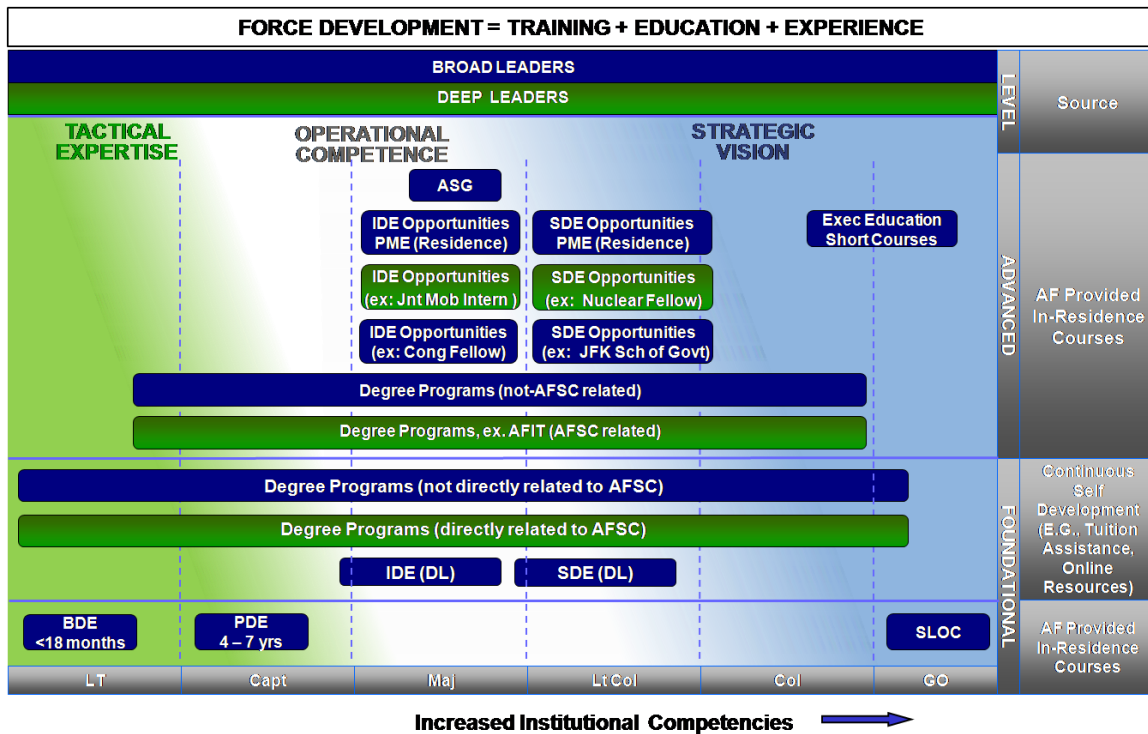 FORCE DEVELOPMENT = TRAINING + EDUCATION + EXPERIENCE
BROAD LEADERS
DEEP LEADERS
LEVEL
Source
TACTICAL
EXPERTISE
OPERATIONAL
COMPETENCE
STRATEGIC
VISION
ASG
IDE Opportunities
PME (Residence)
SDE Opportunities
PME (Residence)
Exec Education
Short Courses
IDE Opportunities
(ex: Jnt Mob Intern )
SDE Opportunities
(ex: Nuclear Fellow)
IDE Opportunities
(ex: Cong Fellow)
SDE Opportunities
(ex: JFK Sch of Govt)
Degree Programs (not-AFSC related)
Degree Programs, ex. AFIT (AFSC related)
ADVANCED
AF Provided
In-Residence
Courses
Degree Programs (not directly related to AFSC)
Degree Programs (directly related to AFSC)
IDE (DL)
SDE (DL)
FOUNDATIONAL
Continuous
Self
Development
(E.G., Tuition
Assistance,
Online
Resources)
BDE
<18 months
PDE
4 – 7 yrs
SLOC
AF Provided
In-Residence
Courses
LT
Capt
Maj
Lt Col
Col
GO
Increased Institutional Competencies